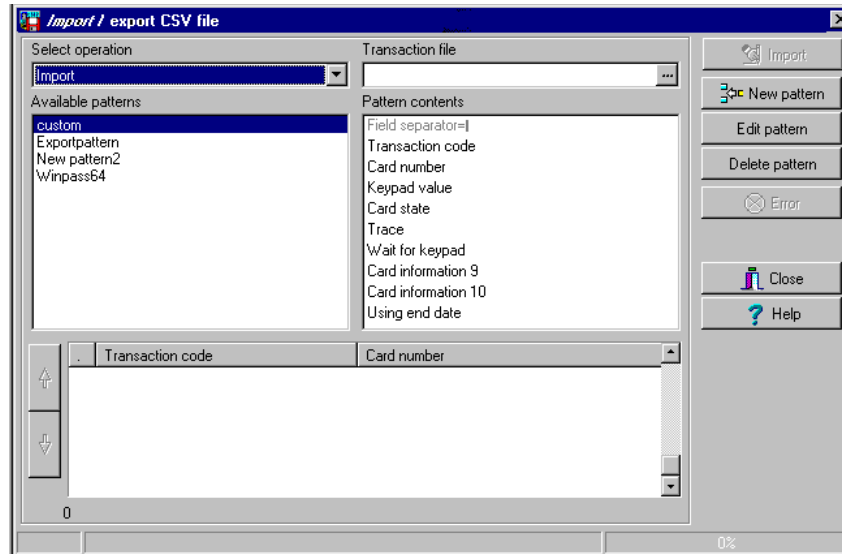 Import / export CSV file
Select operation
Transaction file
Import
...
Available patterns
Pattern contents
custom
Exportpattern
New pattern2
Winpass64
Field separator=|
Transaction code
Card number
Keypad value
Card state
Trace
Wait for keypad
Card information 9
Card information 10
Using end date
Import
New pattern
Edit pattern
Delete pattern
Error
Close
? Help
. Transaction code Card number
0
0%